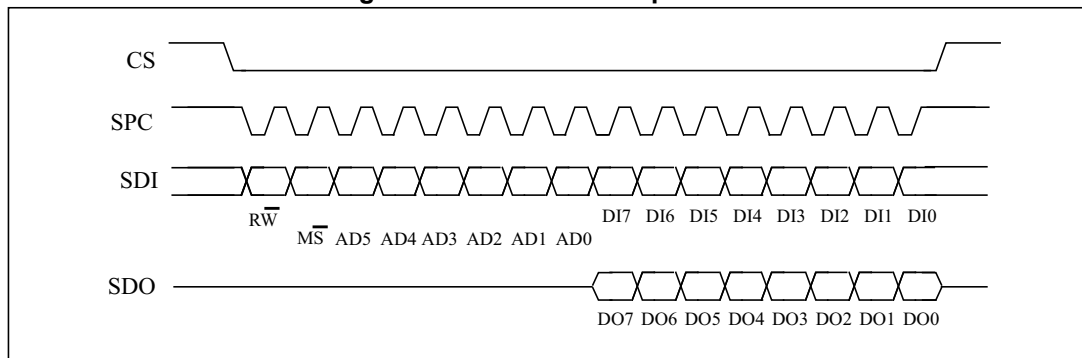 CS
SPC
SDI
RW̅
DI7 DI6 DI5 DI4 DI3 DI2 DI1 DI0
MS̅ AD5 AD4 AD3 AD2 AD1 AD0
SDO
DO7 DO6 DO5 DO4 DO3 DO2 DO1 DO0